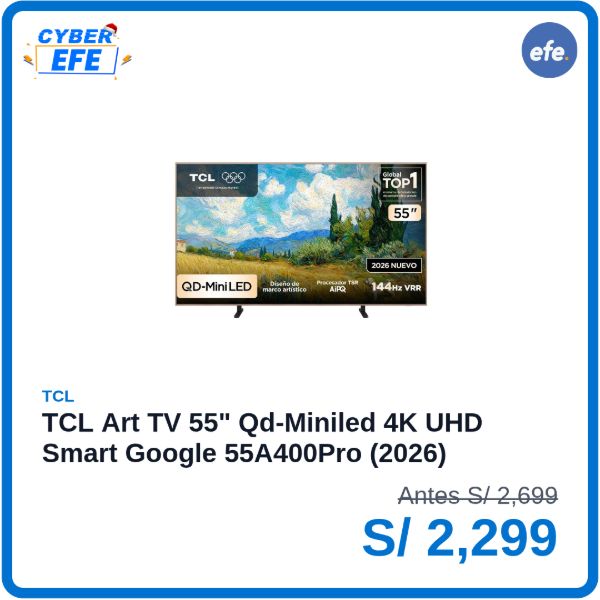 CYBER
EFE
efe.
TCL
Global
TOP1
55”
2026 NUEVO
QD-MiniLED
Diseño de
marco artístico
Procesador TSR
AiPQ
144Hz VRR
TCL
TCL Art TV 55" Qd-Miniled 4K UHD
Smart Google 55A400Pro (2026)
Antes S/ 2,699
S/ 2,299